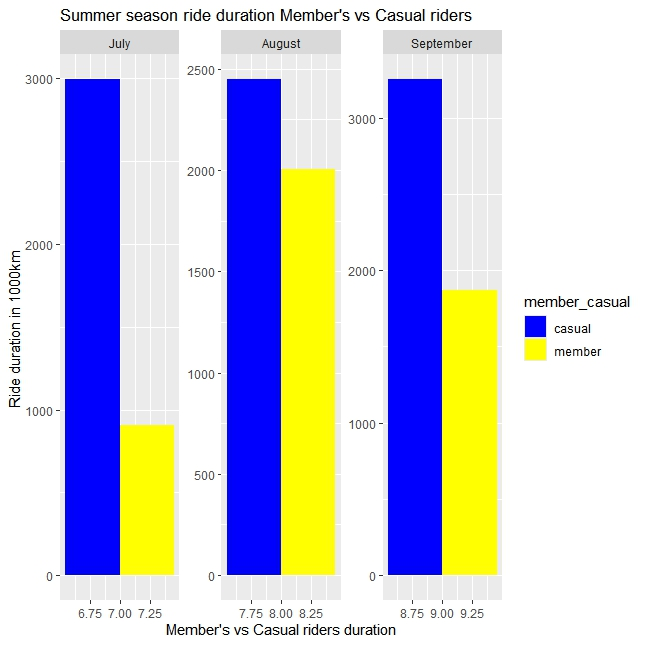 Summer season ride duration Member's vs Casual riders
July
August
September
Ride duration in 1000km
3000
2000
1000
0
2500
2000
1500
1000
500
0
3000
2000
1000
0
6.75 7.00 7.25
7.75 8.00 8.25
8.75 9.00 9.25
Member's vs Casual riders duration
member_casual
casual
member